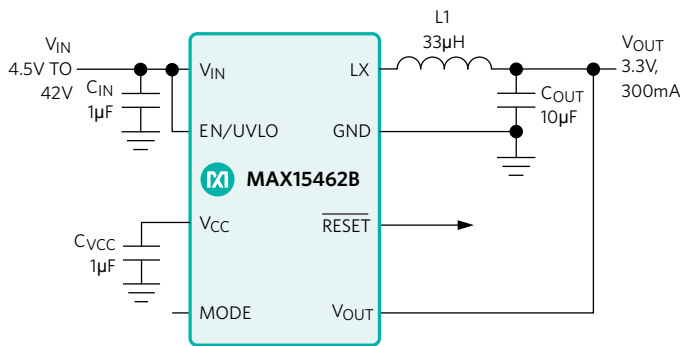 L1
33µH
VIN
4.5V TO
42V
CIN
1µF
VIN
LX
VOUT
3.3V,
300mA
COUT
10µF
EN/UVLO
GND
MAX15462B
VCC
RESET
CVCC
1µF
MODE
VOUT